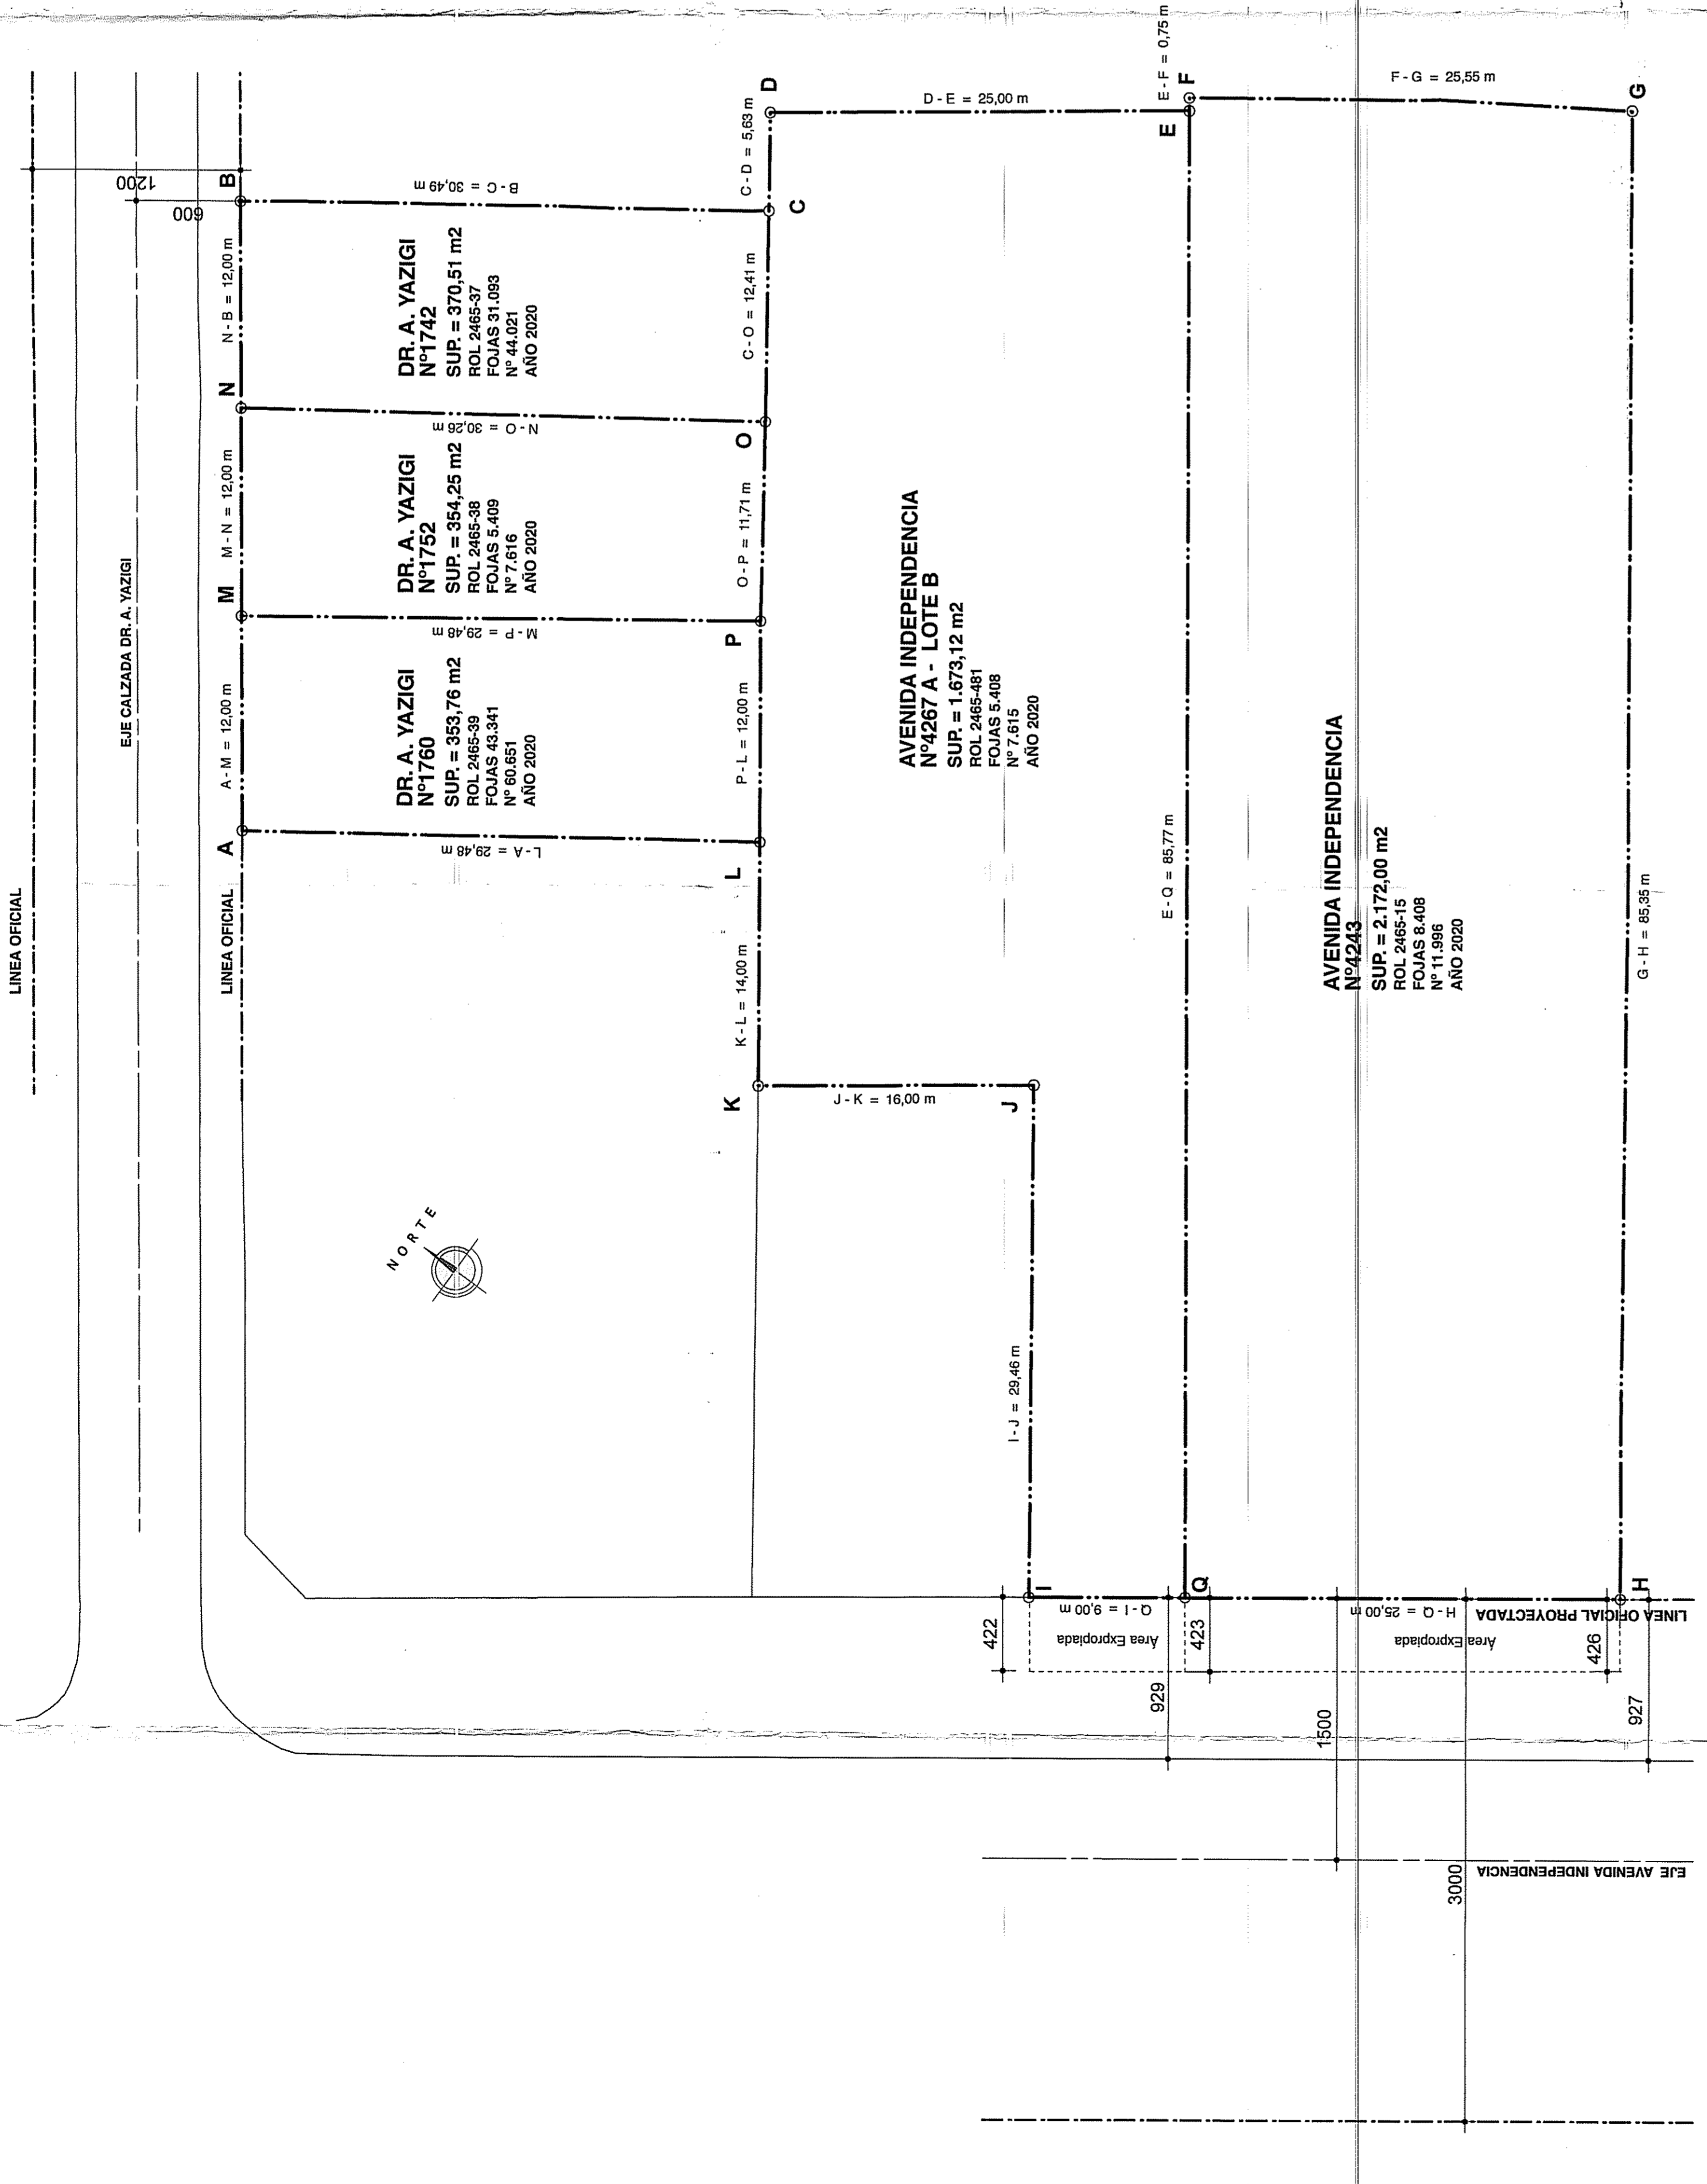 LINEA OFICIAL
EJE CALZADA DR. A. YAZIGI
LINEA OFICIAL
1200
600
A
A - M = 12,00 m
M
M - N = 12,00 m
N
N - B = 12,00 m
B
L - A = 29,48 m
DR. A. YAZIGI
Nº1760
SUP. = 353,76 m2
ROL 2465-39
FOJAS 43.341
Nº 60.651
AÑO 2020
M - P = 29,48 m
DR. A. YAZIGI
Nº1752
SUP. = 354,25 m2
ROL 2465-38
FOJAS 5.409
Nº 7.616
AÑO 2020
N - O = 30,26 m
DR. A. YAZIGI
Nº1742
SUP. = 370,51 m2
ROL 2465-37
FOJAS 31.093
Nº 44.021
AÑO 2020
B - C = 30,49 m
NORTE
K
K - L = 14,00 m
L
P - L = 12,00 m
P
O - P = 11,71 m
O
C - O = 12,41 m
C
C - D = 5,63 m
D
J - K = 16,00 m
J
D - E = 25,00 m
AVENIDA INDEPENDENCIA
Nº4267 A - LOTE B
SUP. = 1.673,12 m2
ROL 2465-481
FOJAS 5.408
Nº 7.615
AÑO 2020
I - J = 29,46 m
I
422
Área Expropiada
Q - I = 9,00 m
929
Q
423
E - Q = 85,77 m
E
E - F = 0,75 m
F
F - G = 25,55 m
AVENIDA INDEPENDENCIA
Nº4243
SUP. = 2.172,00 m2
ROL 2465-15
FOJAS 8.408
Nº 11.996
AÑO 2020
1500
3000
H - Q = 25,00 m
Área Expropiada
426
927
LINEA OFICIAL PROYECTADA
EJE AVENIDA INDEPENDENCIA
H
G - H = 85,35 m
G